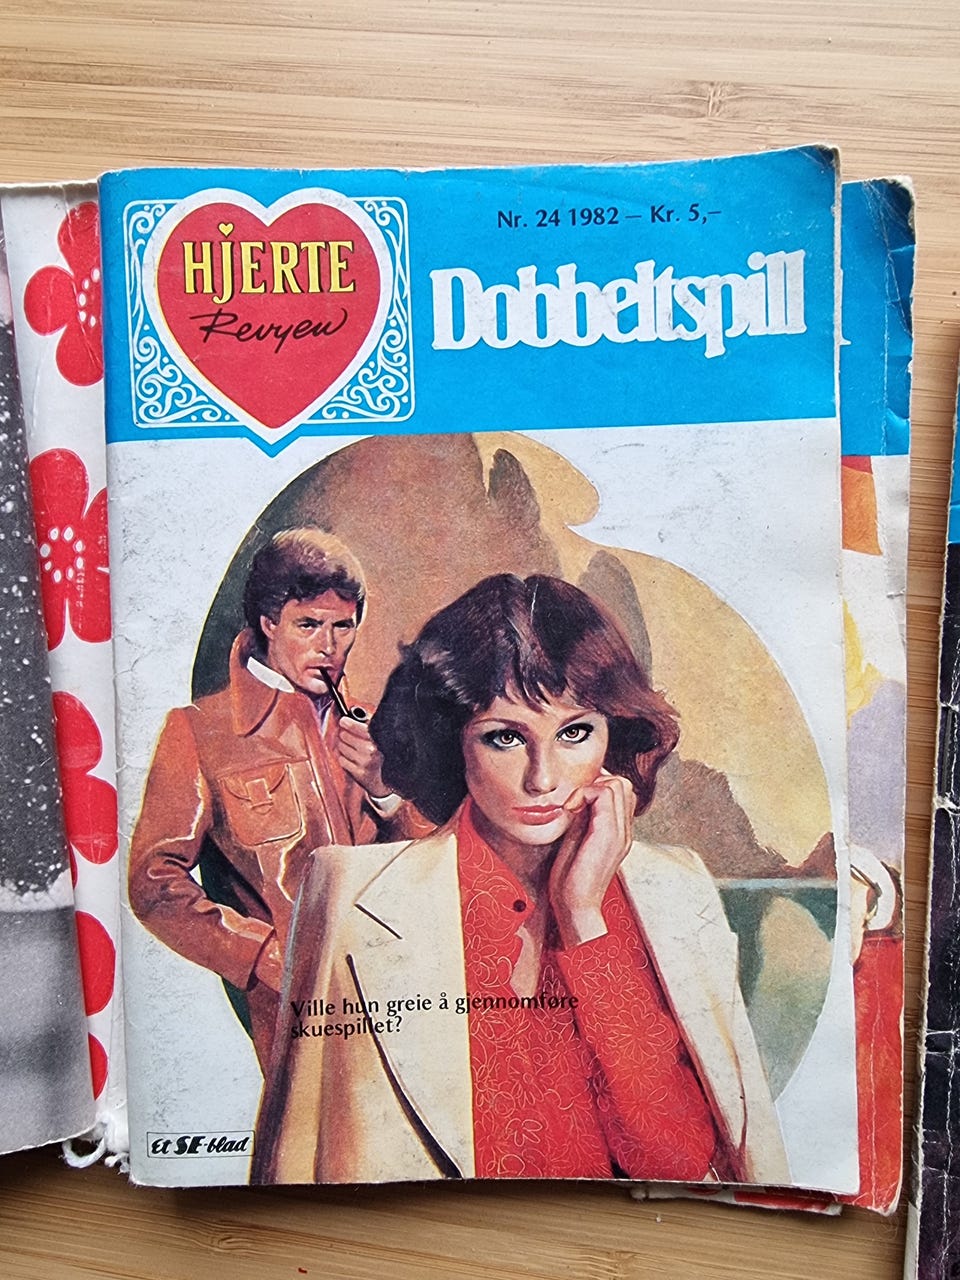 HJERTE
Revyen
Nr. 24 1982 – Kr. 5,–
Dobbeltspill
Ville hun greie å gjennomføre
skuespillet?
Et SE-blad